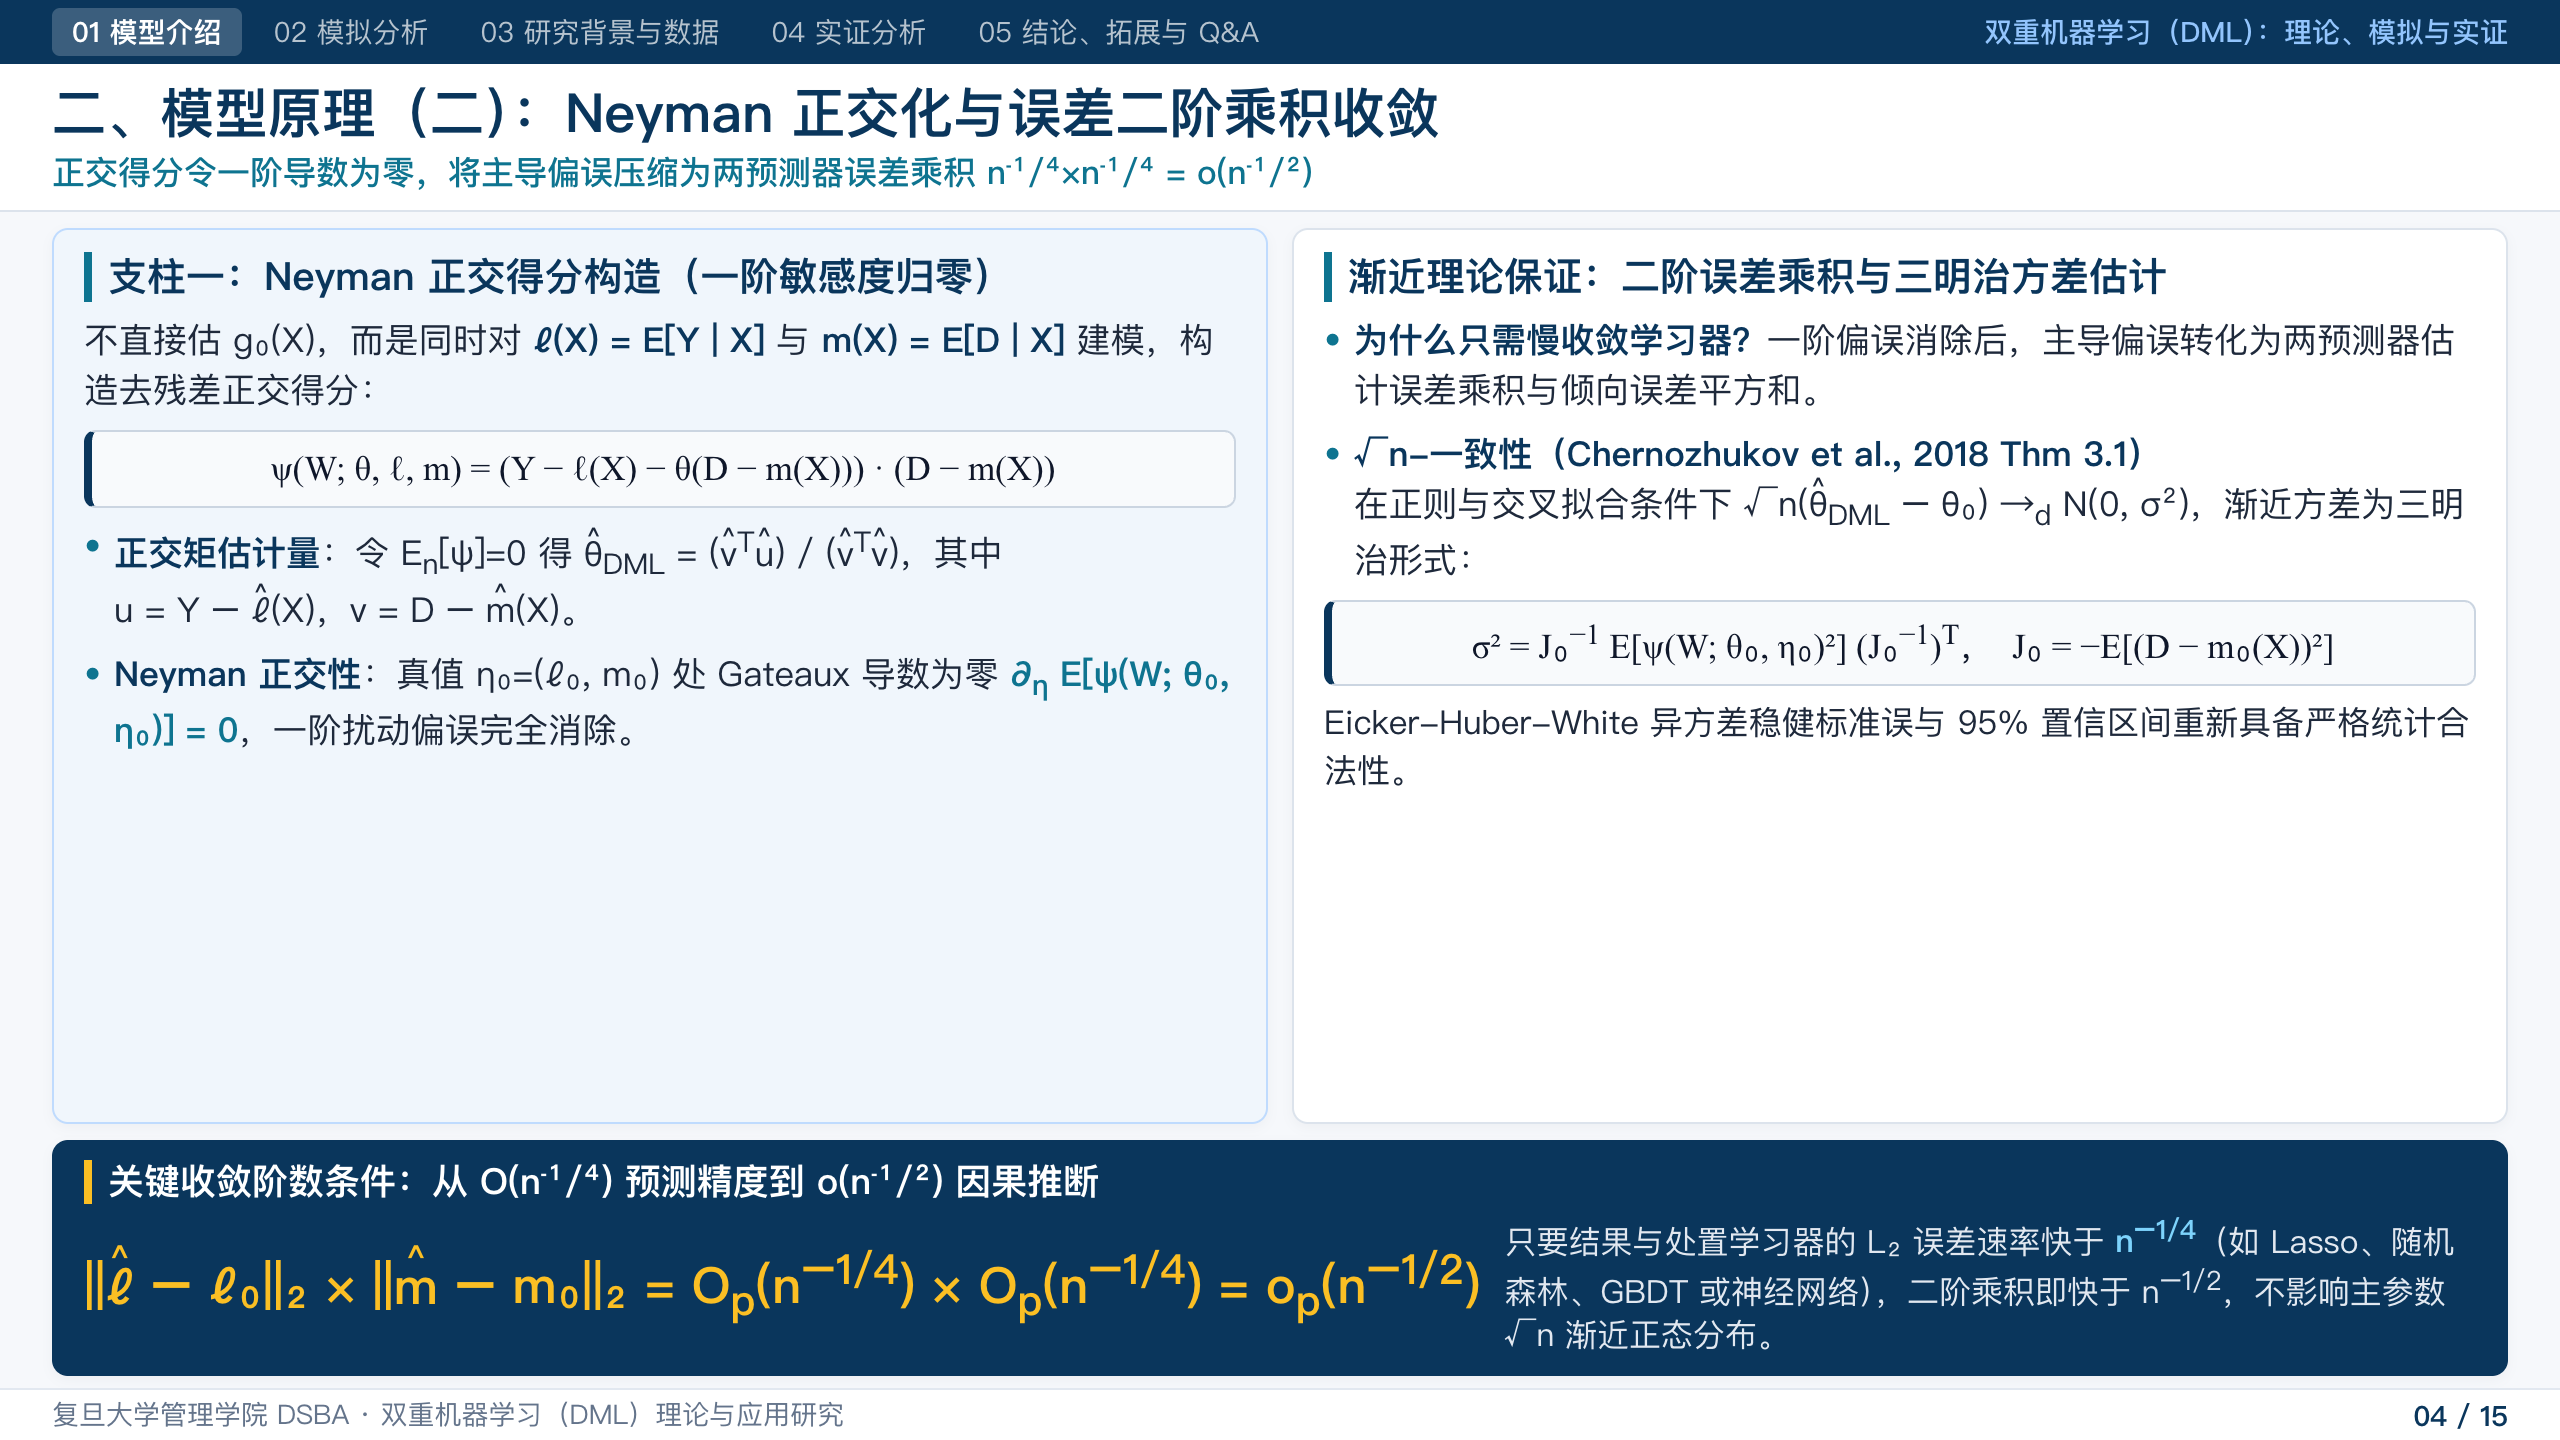 01 模型介绍 02 模拟分析 03 研究背景与数据 04 实证分析 05 结论、拓展与 Q&A 双重机器学习（DML）：理论、模拟与实证
二、模型原理（二）：Neyman 正交化与误差二阶乘积收敛
正交得分令一阶导数为零，将主导偏误压缩为两预测器误差乘积 n⁻¹/⁴×n⁻¹/⁴ = o(n⁻¹/²)
支柱一：Neyman 正交得分构造（一阶敏感度归零）
不直接估 g₀(X)，而是同时对 ℓ(X) = E[Y | X] 与 m(X) = E[D | X] 建模，构
造去残差正交得分：
ψ(W; θ, ℓ, m) = (Y − ℓ(X) − θ(D − m(X))) · (D − m(X))
• 正交矩估计量：令 Eₙ[ψ]=0 得 θ̂_DML = (v̂ᵀû) / (v̂ᵀv̂)，其中
u = Y − ℓ̂(X)，v = D − m̂(X)。
• Neyman 正交性：真值 η₀=(ℓ₀, m₀) 处 Gateaux 导数为零 ∂_η E[ψ(W; θ₀,
η₀)] = 0，一阶扰动偏误完全消除。
渐近理论保证：二阶误差乘积与三明治方差估计
• 为什么只需慢收敛学习器？一阶偏误消除后，主导偏误转化为两预测器估
计误差乘积与倾向误差平方和。
• √n–一致性（Chernozhukov et al., 2018 Thm 3.1）
在正则与交叉拟合条件下 √n(θ̂_DML − θ₀) →_d N(0, σ²)，渐近方差为三明
治形式：
σ² = J₀⁻¹ E[ψ(W; θ₀, η₀)²] (J₀⁻¹)ᵀ, J₀ = −E[(D − m₀(X))²]
Eicker–Huber–White 异方差稳健标准误与 95% 置信区间重新具备严格统计合
法性。
关键收敛阶数条件：从 O(n⁻¹/⁴) 预测精度到 o(n⁻¹/²) 因果推断
‖ℓ̂ − ℓ₀‖₂ × ‖m̂ − m₀‖₂ = Oₚ(n^−1/4) × Oₚ(n^−1/4) = oₚ(n^−1/2)
只要结果与处置学习器的 L₂ 误差速率快于 n^−1/4（如 Lasso、随机
森林、GBDT 或神经网络），二阶乘积即快于 n^−1/2，不影响主参数
√n 渐近正态分布。
复旦大学管理学院 DSBA · 双重机器学习（DML）理论与应用研究 04 / 15